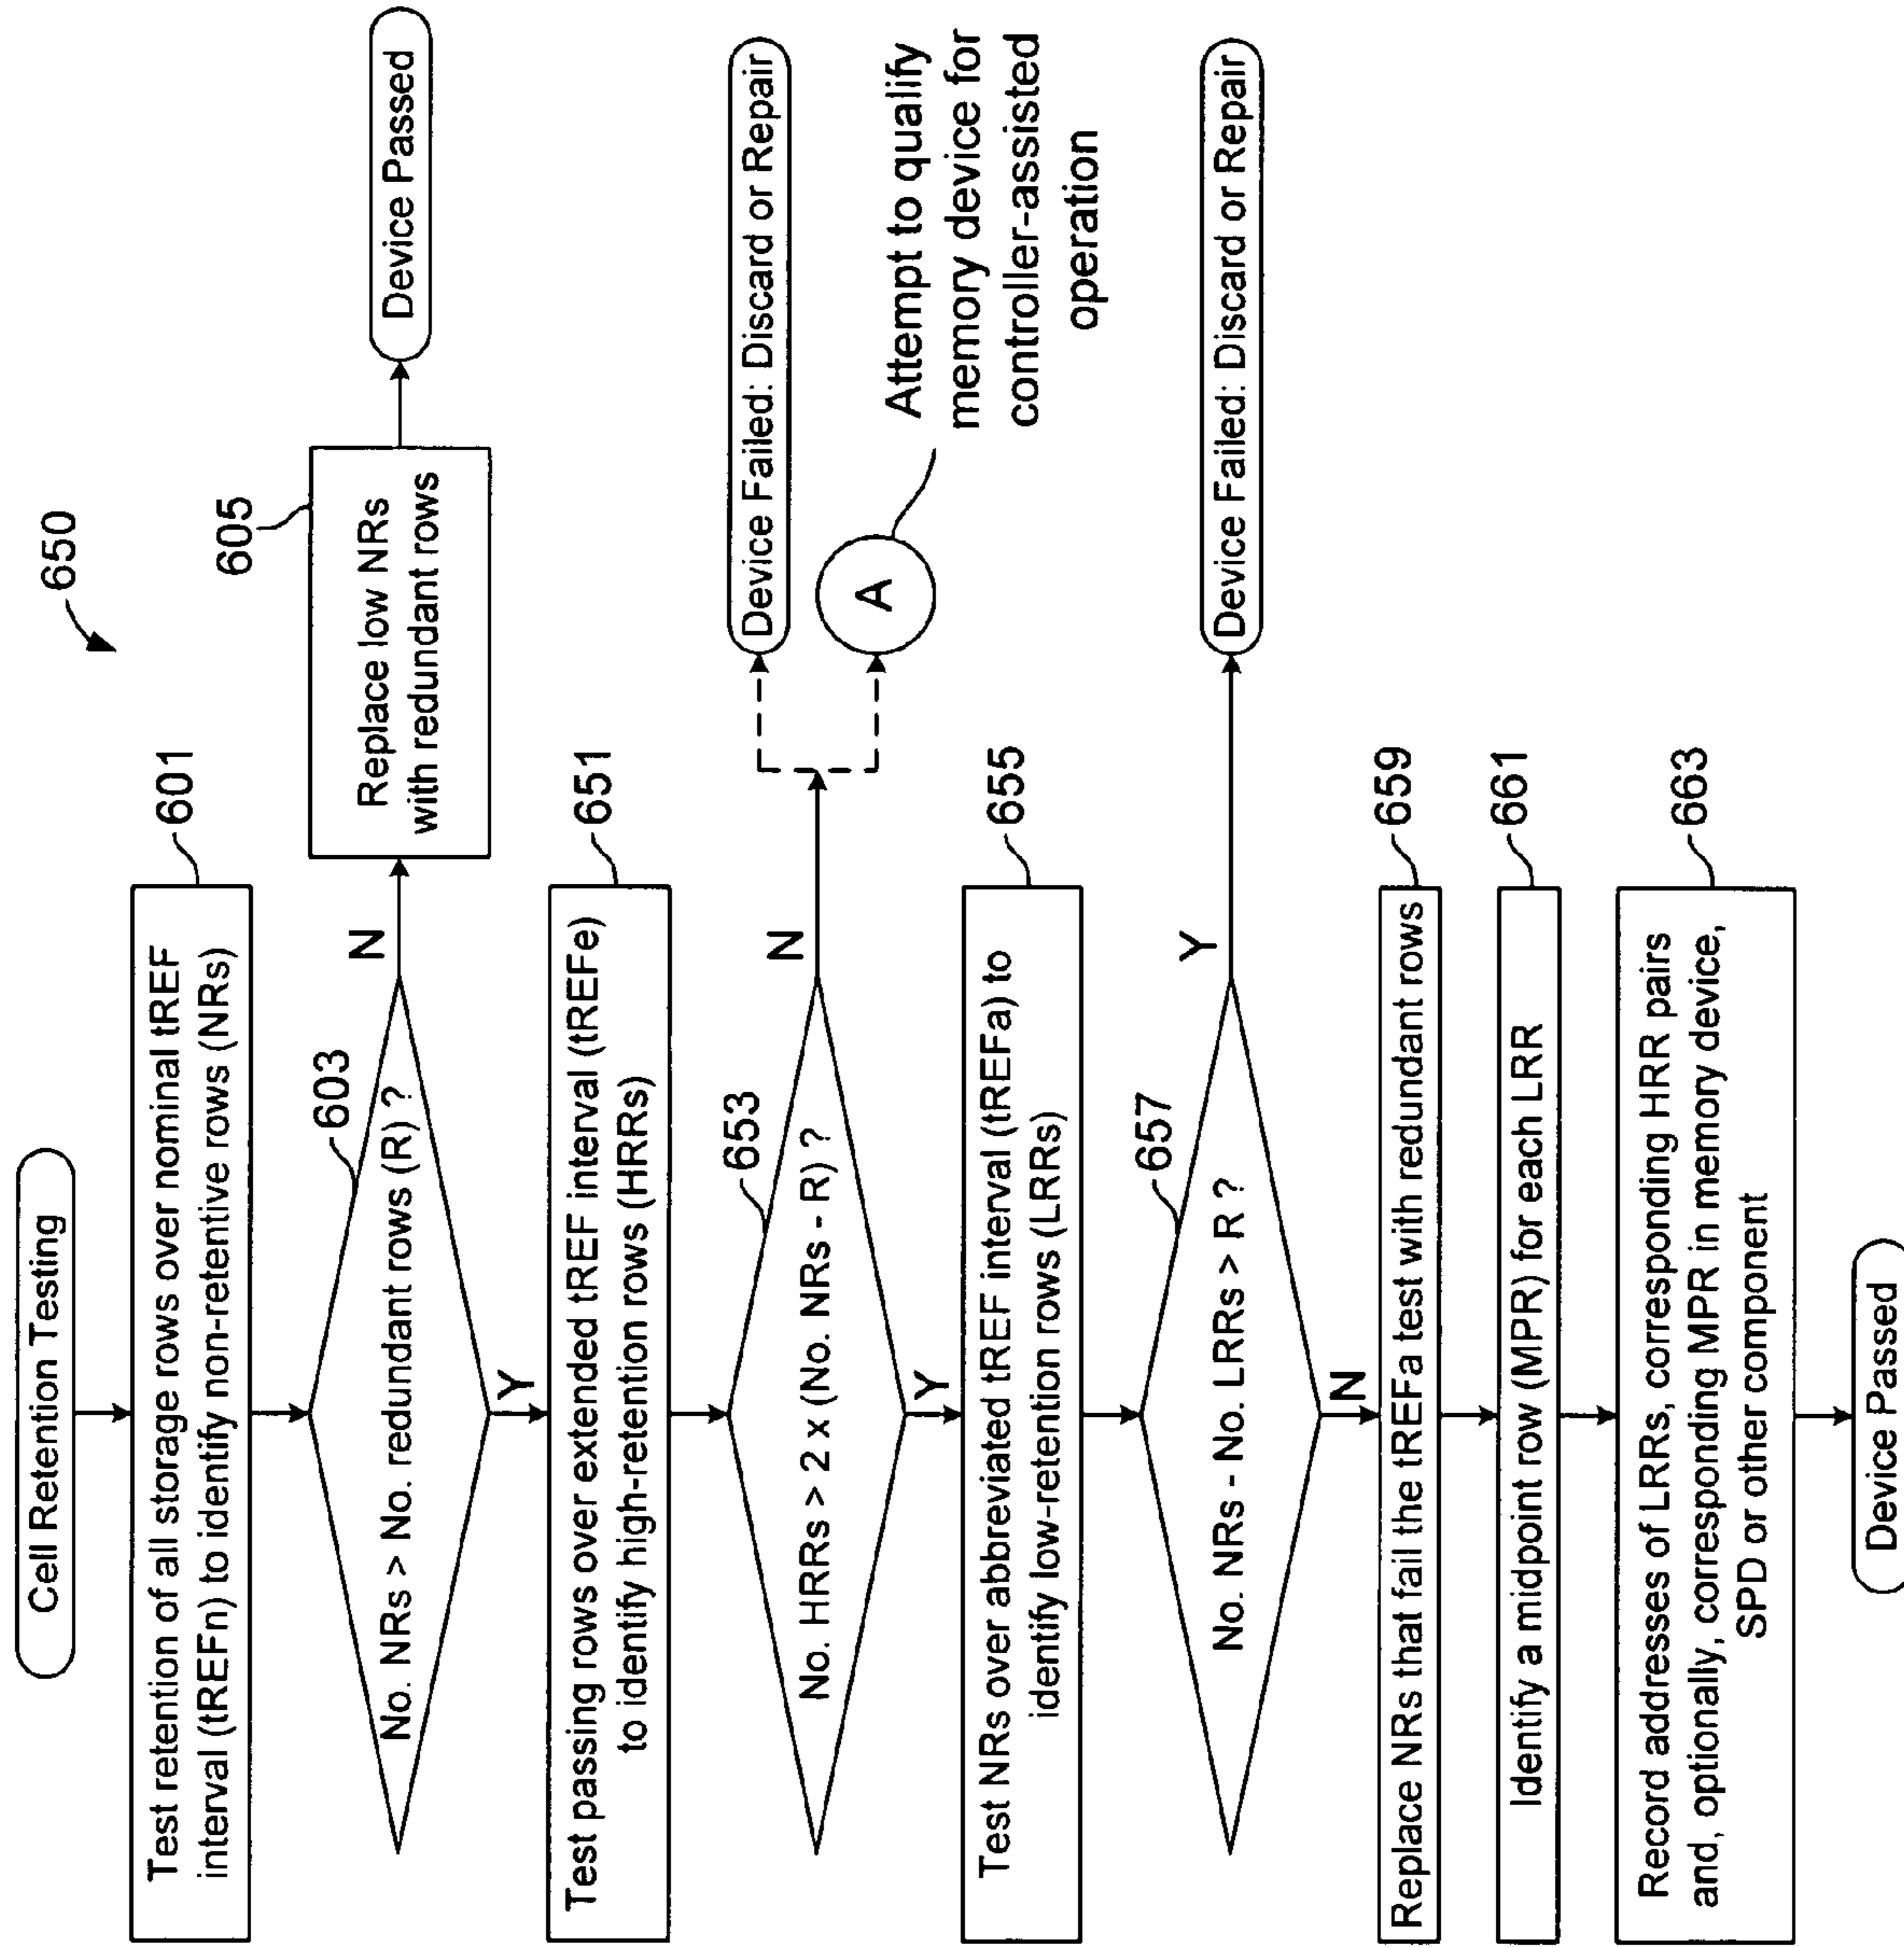 650
Cell Retention Testing
601
Test retention of all storage rows over nominal tREF
interval (tREFn) to identify non-retentive rows (NRs)
603
No. NRs > No. redundant rows (R) ?
N
605
Replace low NRs
with redundant rows
Device Passed
Y
651
Test passing rows over extended tREF interval (tREFe)
to identify high-retention rows (HRRs)
653
No. HRRs > 2 x (No. NRs - R) ?
N
Device Failed: Discard or Repair
A
Attempt to qualify
memory device for
controller-assisted
operation
Y
655
Test NRs over abbreviated tREF interval (tREFa) to
identify low-retention rows (LRRs)
657
No. NRs - No. LRRs > R ?
Y
Device Failed: Discard or Repair
N
659
Replace NRs that fail the tREFa test with redundant rows
661
Identify a midpoint row (MPR) for each LRR
663
Record addresses of LRRs, corresponding HRR pairs
and, optionally, corresponding MPR in memory device,
SPD or other component
Device Passed